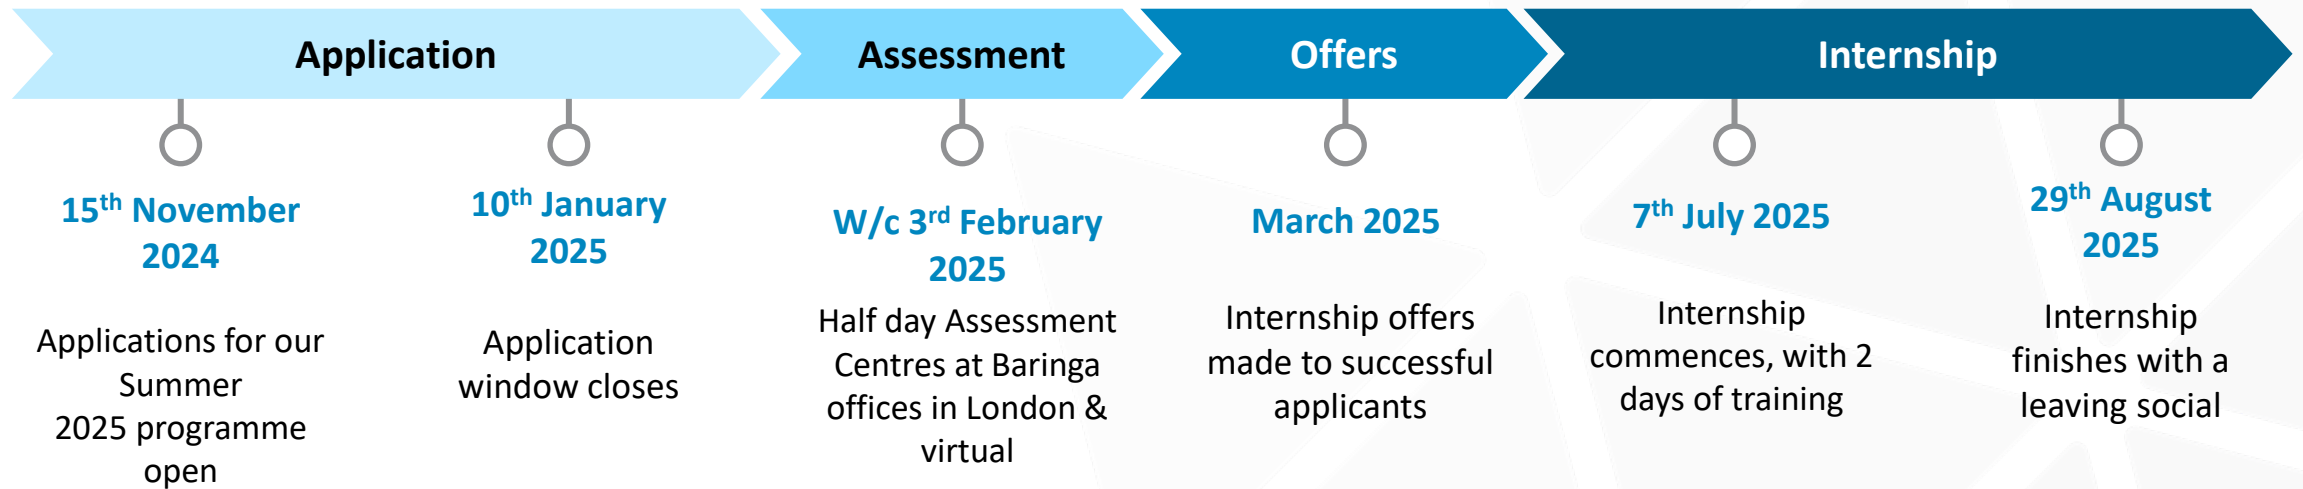 Application
Assessment
Offers
Internship
15th November
2024
Applications for our
Summer
2025 programme
open
10th January
2025
Application
window closes
W/c 3rd February
2025
Half day Assessment
Centres at Baringa
offices in London &
virtual
March 2025
Internship offers
made to successful
applicants
7th July 2025
Internship
commences, with 2
days of training
29th August
2025
Internship
finishes with a
leaving social